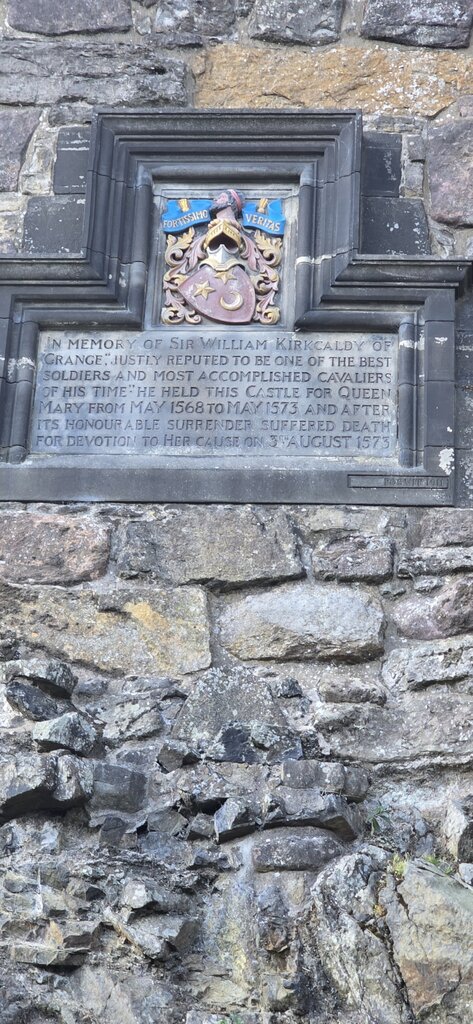 FORTISSIMO VERITAS
IN MEMORY OF SIR WILLIAM KIRKCALDY OF
"GRANGE," JUSTLY REPUTED TO BE ONE OF THE BEST
SOLDIERS AND MOST ACCOMPLISHED CAVALIERS
OF HIS TIME" HE HELD THIS CASTLE FOR QUEEN
MARY FROM MAY 1568 TO MAY 1573 AND AFTER
ITS HONOURABLE SURRENDER SUFFERED DEATH
FOR DEVOTION TO HER CAUSE ON 3RD AUGUST 1573